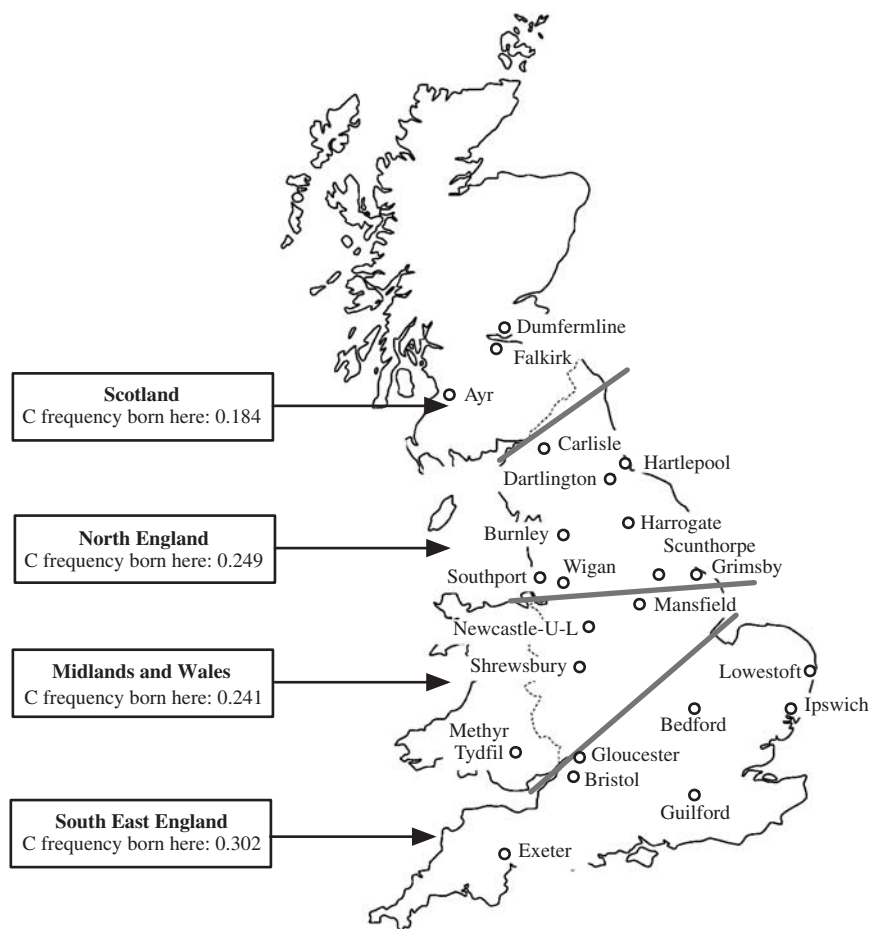 Dumfermline
Falkirk
Scotland
C frequency born here: 0.184
Ayr
Carlisle
Hartlepool
Dartlington
North England
C frequency born here: 0.249
Burnley
Harrogate
Scunthorpe
Southport
Wigan
Grimsby
Mansfield
Newcastle-U-L
Midlands and Wales
C frequency born here: 0.241
Shrewsbury
Lowestoft
Bedford
Ipswich
Methyr
Tydfil
Gloucester
Bristol
South East England
C frequency born here: 0.302
Guilford
Exeter